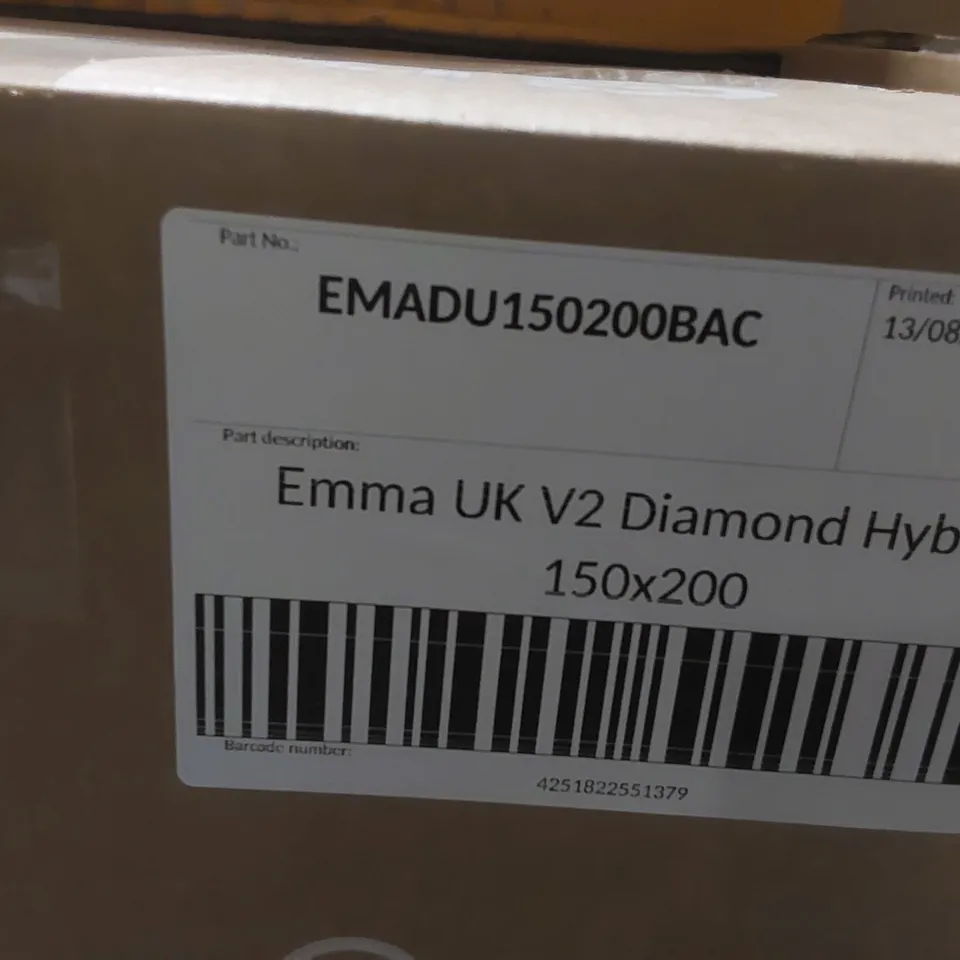 Part No.:
EMADU150200BAC
Printed:
13/08
Part description:
Emma UK V2 Diamond Hyb
150x200
Barcode number:
4251822551379